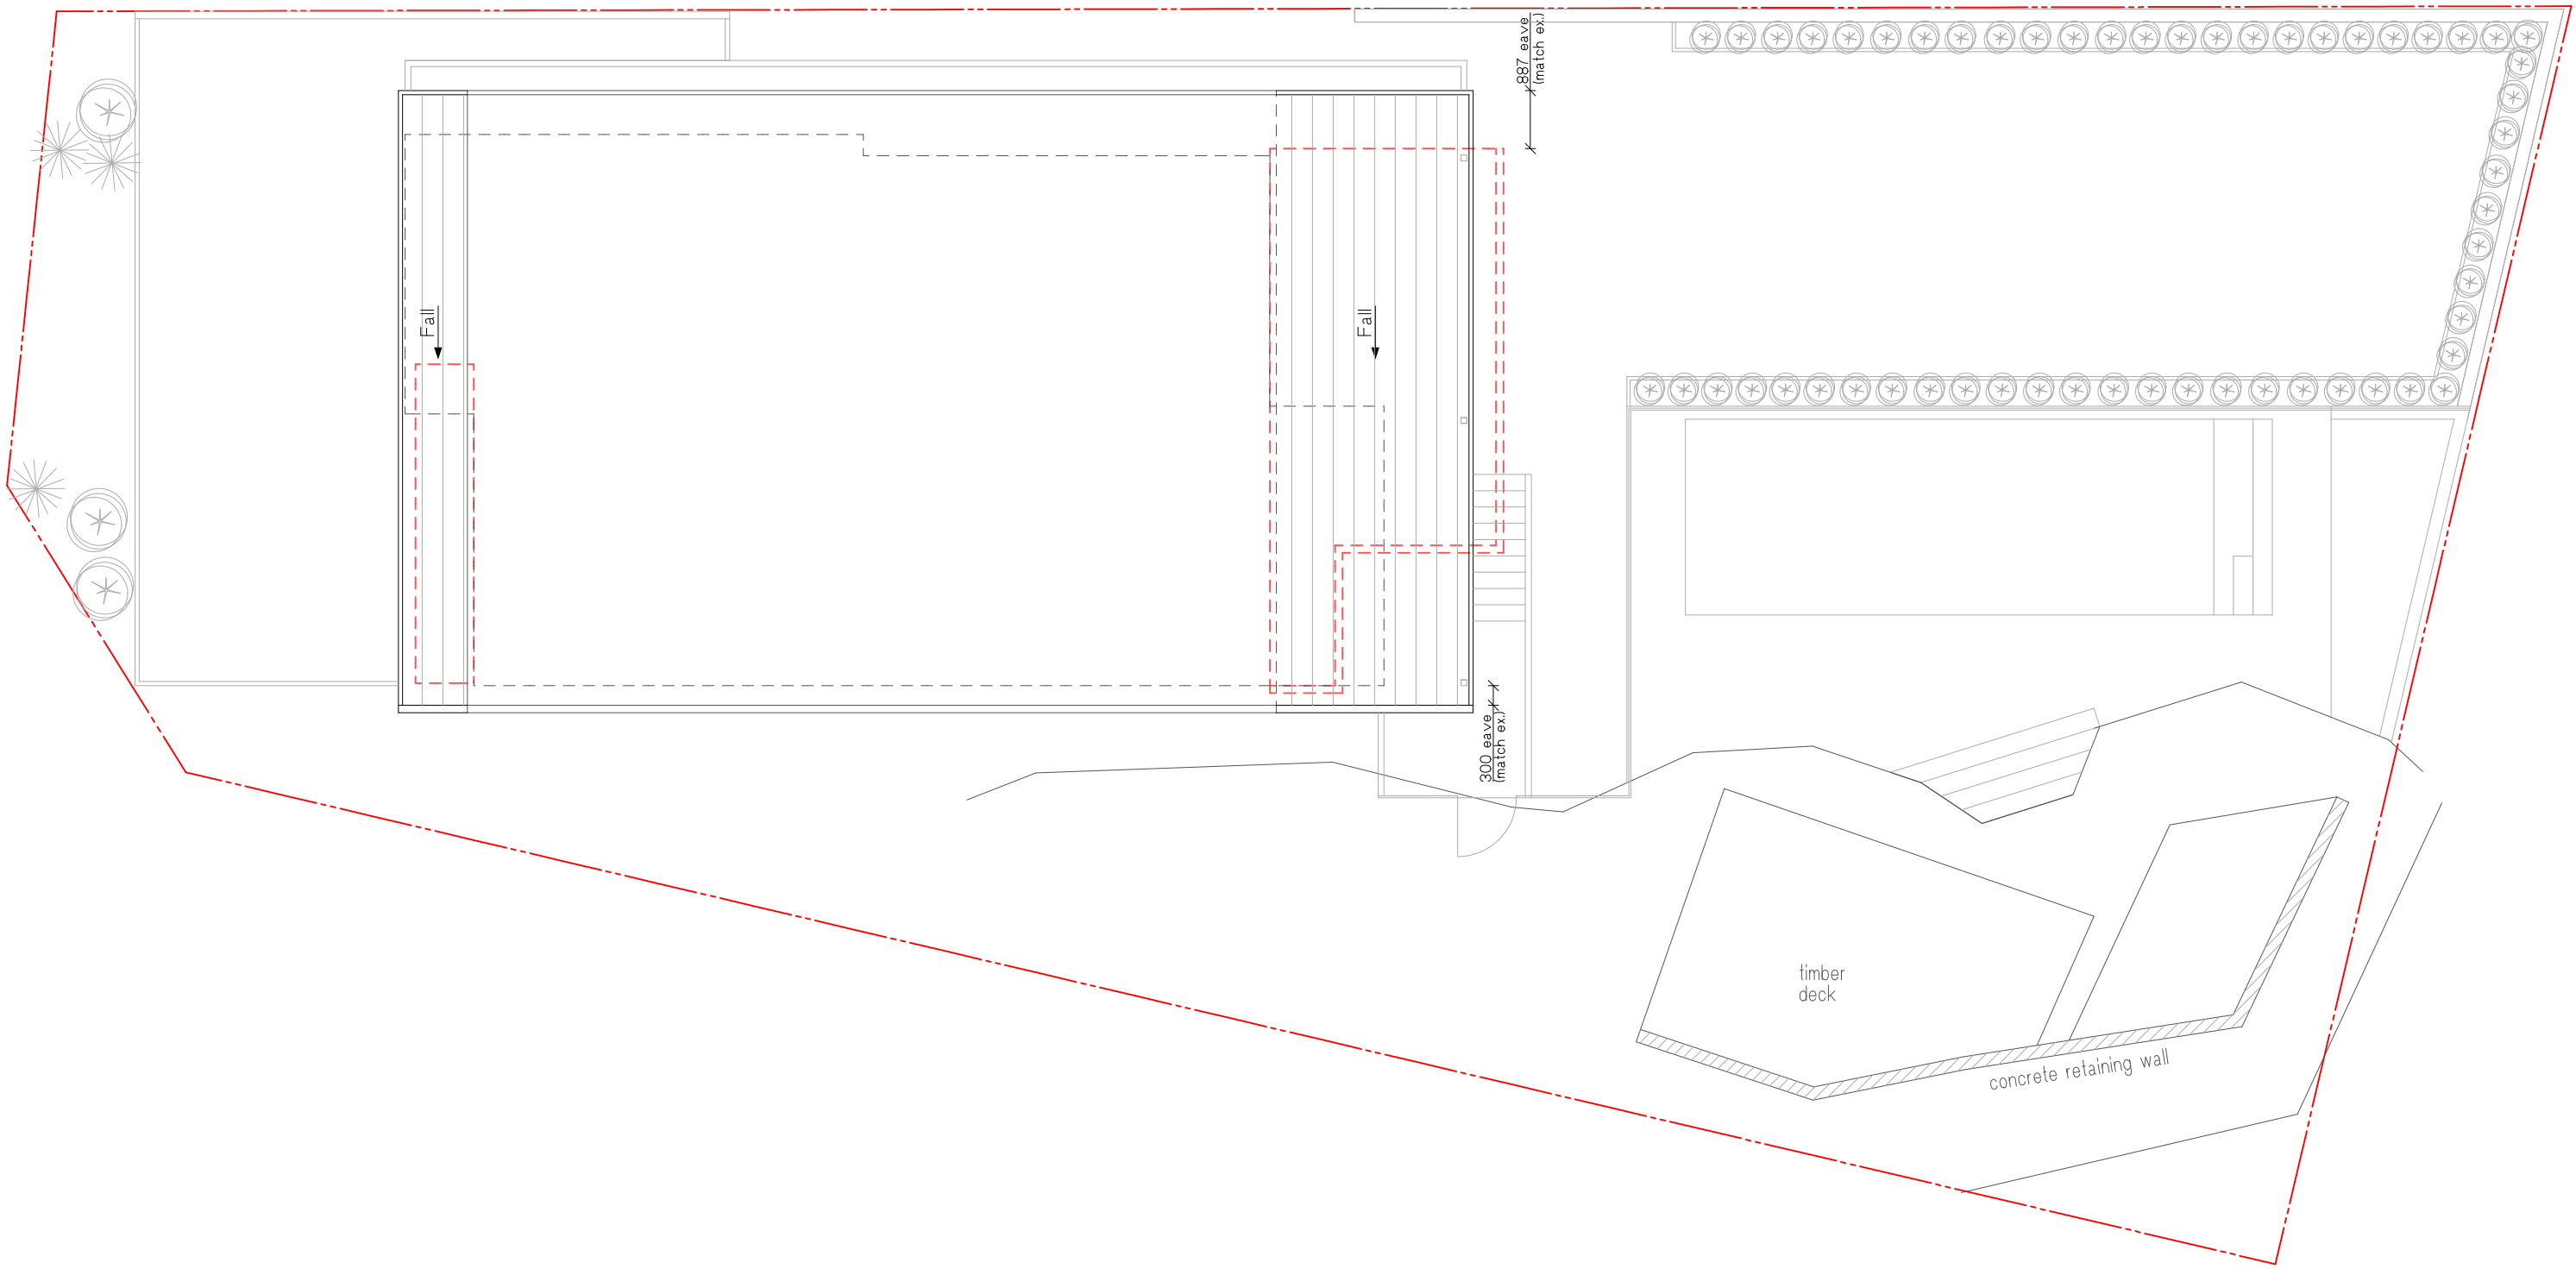 887 eave
(match ex.)
Fall
Fall
300 eave
(match ex.)
timber
deck
concrete retaining wall